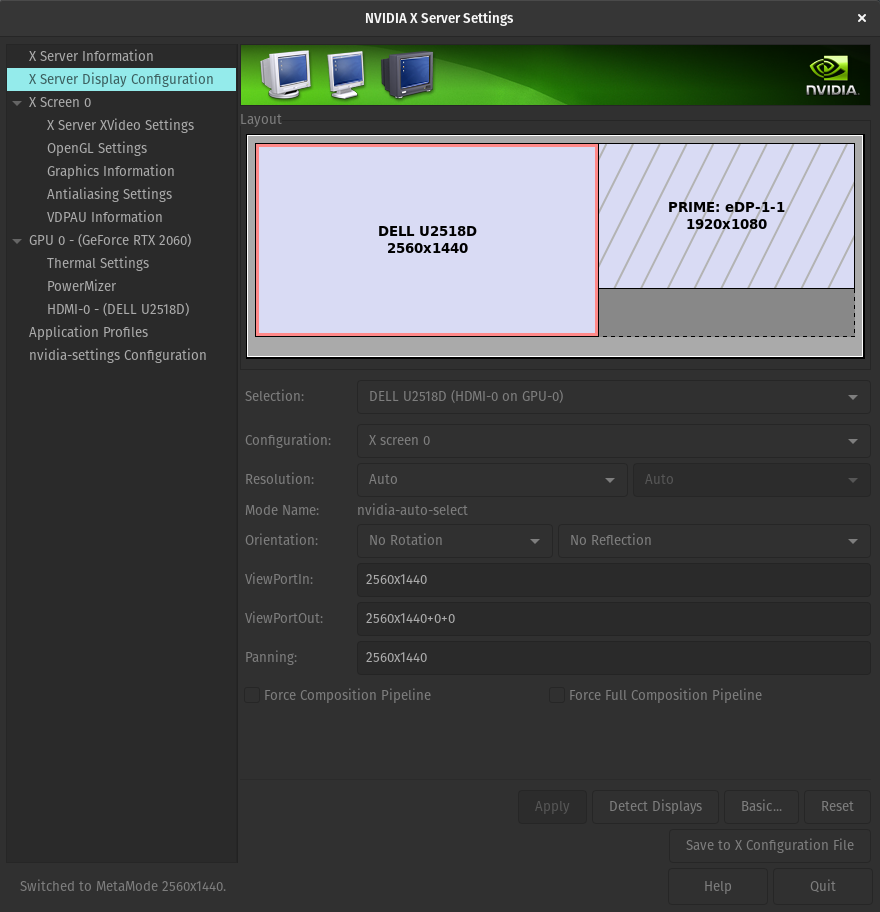 NVIDIA X Server Settings
X Server Information
X Server Display Configuration
X Screen 0
X Server XVideo Settings
OpenGL Settings
Graphics Information
Antialiasing Settings
VDPAU Information
GPU 0 - (GeForce RTX 2060)
Thermal Settings
PowerMizer
HDMI-0 - (DELL U2518D)
Application Profiles
nvidia-settings Configuration
NVIDIA.
Layout
DELL U2518D
2560x1440
PRIME: eDP-1-1
1920x1080
Selection: DELL U2518D (HDMI-0 on GPU-0)
Configuration: X screen 0
Resolution: Auto Auto
Mode Name: nvidia-auto-select
Orientation: No Rotation No Reflection
ViewPortIn: 2560x1440
ViewPortOut: 2560x1440+0+0
Panning: 2560x1440
Force Composition Pipeline Force Full Composition Pipeline
Apply Detect Displays Basic... Reset
Save to X Configuration File
Switched to MetaMode 2560x1440. Help Quit